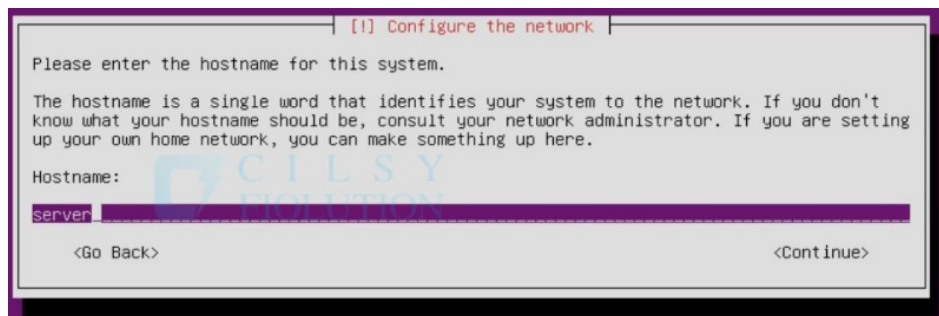 [!] Configure the network
Please enter the hostname for this system.
The hostname is a single word that identifies your system to the network. If you don't
know what your hostname should be, consult your network administrator. If you are setting
up your own home network, you can make something up here.
Hostname:
CILSY
FIOLUTION
server
<Go Back> <Continue>